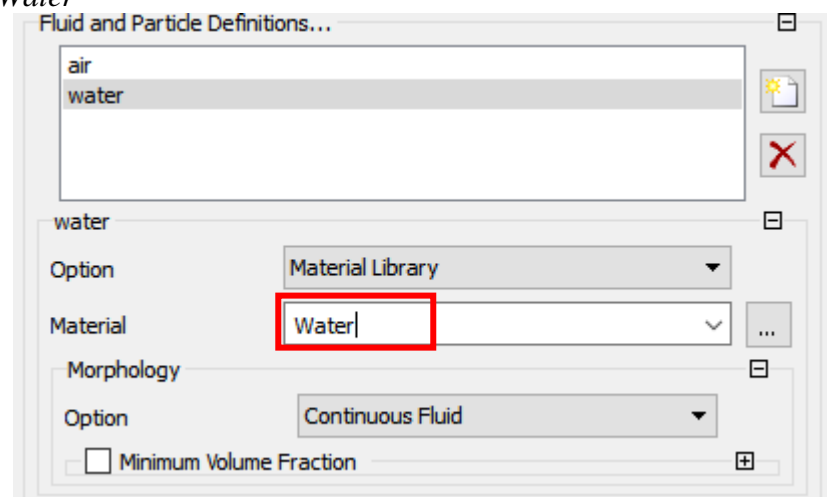 Water
Fluid and Particle Definitions...
air
water
water
Option Material Library
Material Water ...
Morphology
Option Continuous Fluid
Minimum Volume Fraction